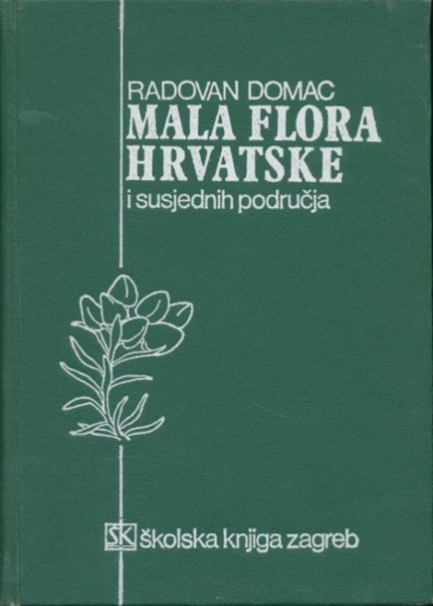 RADOVAN DOMAC
MALA FLORA
HRVATSKE
i susjednih područja
ŠK školska knjiga zagreb